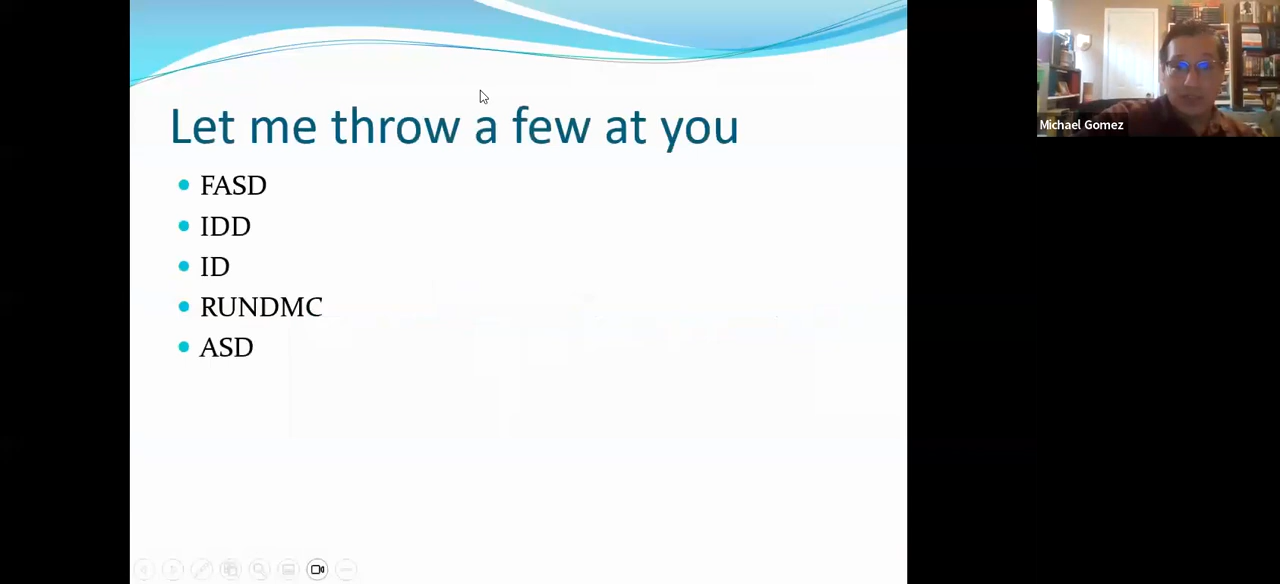 Let me throw a few at you
FASD
IDD
ID
RUNDMC
ASD
Michael Gomez